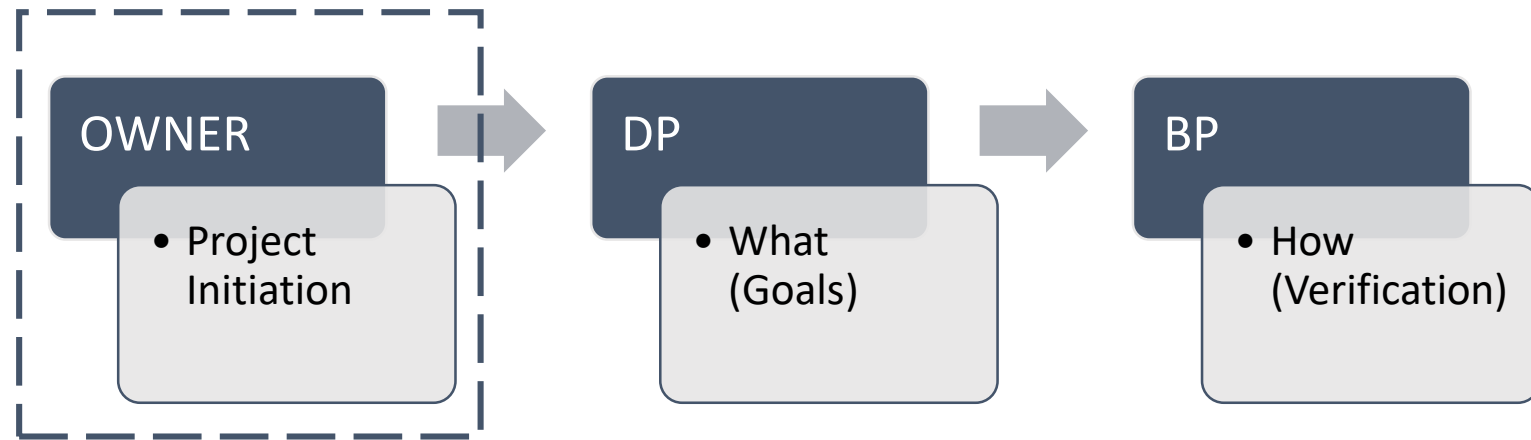 OWNER
• Project
Initiation
DP
• What
(Goals)
BP
• How
(Verification)